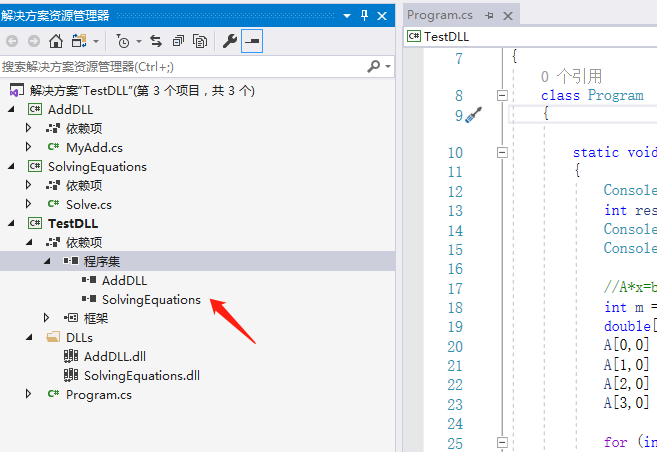 解决方案资源管理器
搜索解决方案资源管理器(Ctrl+;)
解决方案"TestDLL"(第 3 个项目，共 3 个)
C# AddDLL
依赖项
C# MyAdd.cs
C# SolvingEquations
依赖项
C# Solve.cs
C# TestDLL
依赖项
程序集
AddDLL
SolvingEquations
框架
DLLs
AddDLL.dll
SolvingEquations.dll
C# Program.cs
Program.cs
C# TestDLL
7 {
0 个引用
8 class Program
9 {
10 static void
11 {
12 Console
13 int res
14 Console
15 Console
16
17 //A*x=b
18 int m =
19 double[
20 A[0,0]
21 A[1,0]
22 A[2,0]
23 A[3,0]
24
25 for (in